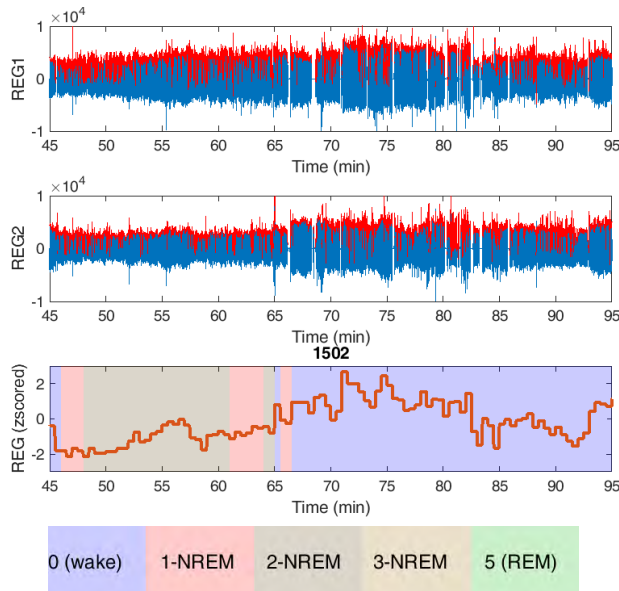 ×10⁴
REG1
1
0
-1
45 50 55 60 65 70 75 80 85 90 95
Time (min)
×10⁴
REG2
1
0
-1
45 50 55 60 65 70 75 80 85 90 95
Time (min)
1502
REG (zscored)
2
0
-2
45 50 55 60 65 70 75 80 85 90 95
Time (min)
0 (wake) 1-NREM 2-NREM 3-NREM 5 (REM)